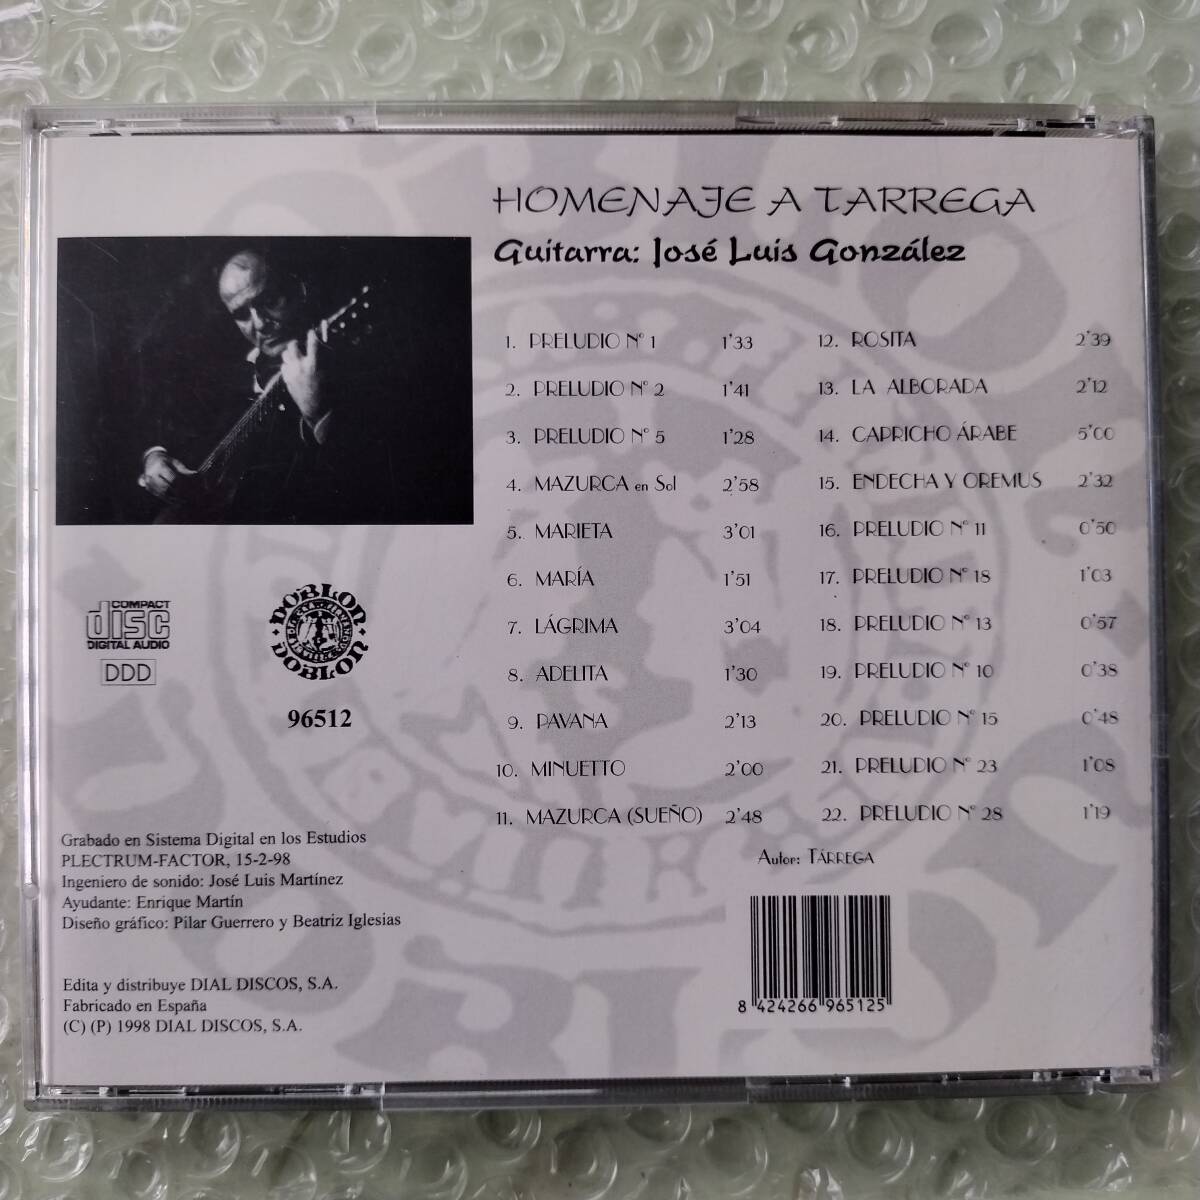 HOMENAJE A TARREGA
Guitarra: José Luis González
1. PRELUDIO Nº 1 1'33
2. PRELUDIO Nº 2 1'41
3. PRELUDIO Nº 5 1'28
4. MAZURCA en Sol 2'58
5. MARIETA 3'01
6. MARÍA 1'51
7. LÁGRIMA 3'04
8. ADELITA 1'30
9. PAVANA 2'13
10. MINUETTO 2'00
11. MAZURCA (SUEÑO) 2'48
12. ROSITA 2'39
13. LA ALBORADA 2'12
14. CAPRICHO ÁRABE 5'00
15. ENDECHA Y OREMUS 2'32
16. PRELUDIO Nº 11 0'50
17. PRELUDIO Nº 18 1'03
18. PRELUDIO Nº 13 0'57
19. PRELUDIO Nº 10 0'38
20. PRELUDIO Nº 15 0'48
21. PRELUDIO Nº 23 1'08
22. PRELUDIO Nº 28 1'19
Autor: TÁRREGA
COMPACT
disc
DIGITAL AUDIO
DDD
DOBLON
DOBLON
96512
Grabado en Sistema Digital en los Estudios
PLECTRUM-FACTOR, 15-2-98
Ingeniero de sonido: José Luis Martínez
Ayudante: Enrique Martín
Diseño gráfico: Pilar Guerrero y Beatriz Iglesias
Edita y distribuye DIAL DISCOS, S.A.
Fabricado en España
(C) (P) 1998 DIAL DISCOS, S.A.
8 424266 965125